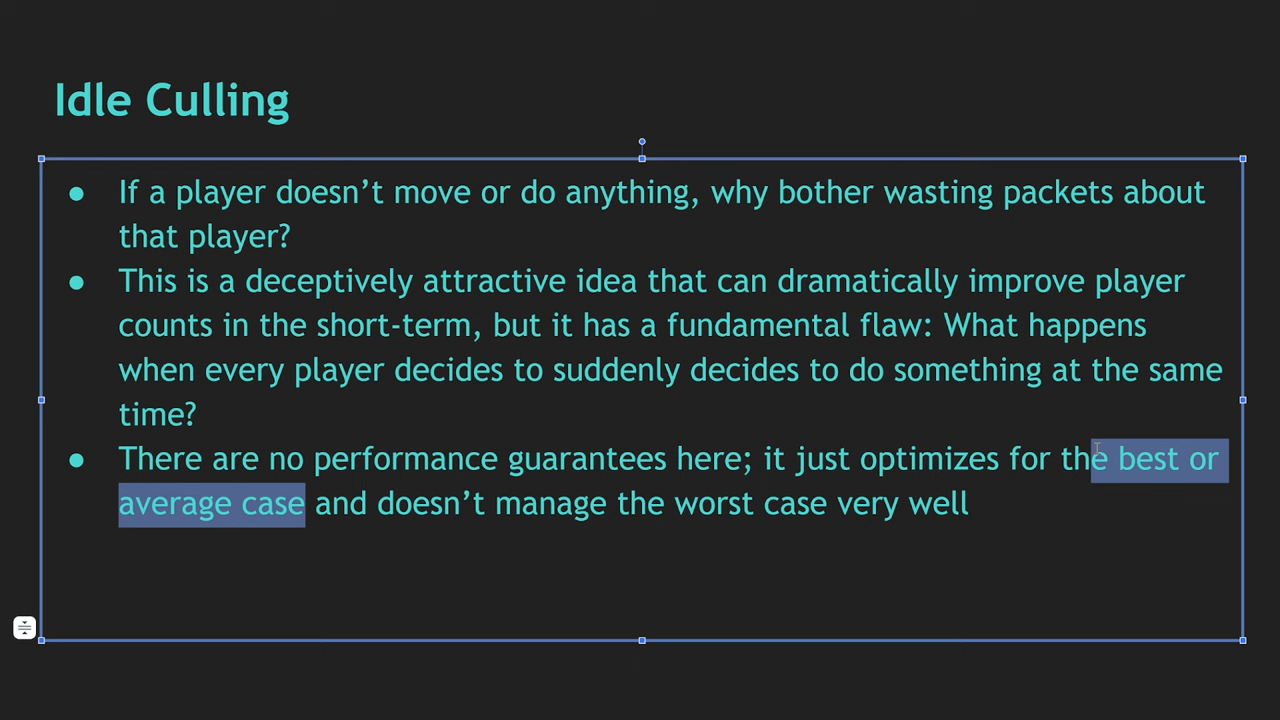 Idle Culling
● If a player doesn’t move or do anything, why bother wasting packets about
that player?
● This is a deceptively attractive idea that can dramatically improve player
counts in the short-term, but it has a fundamental flaw: What happens
when every player decides to suddenly decides to do something at the same
time?
● There are no performance guarantees here; it just optimizes for the best or
average case and doesn’t manage the worst case very well